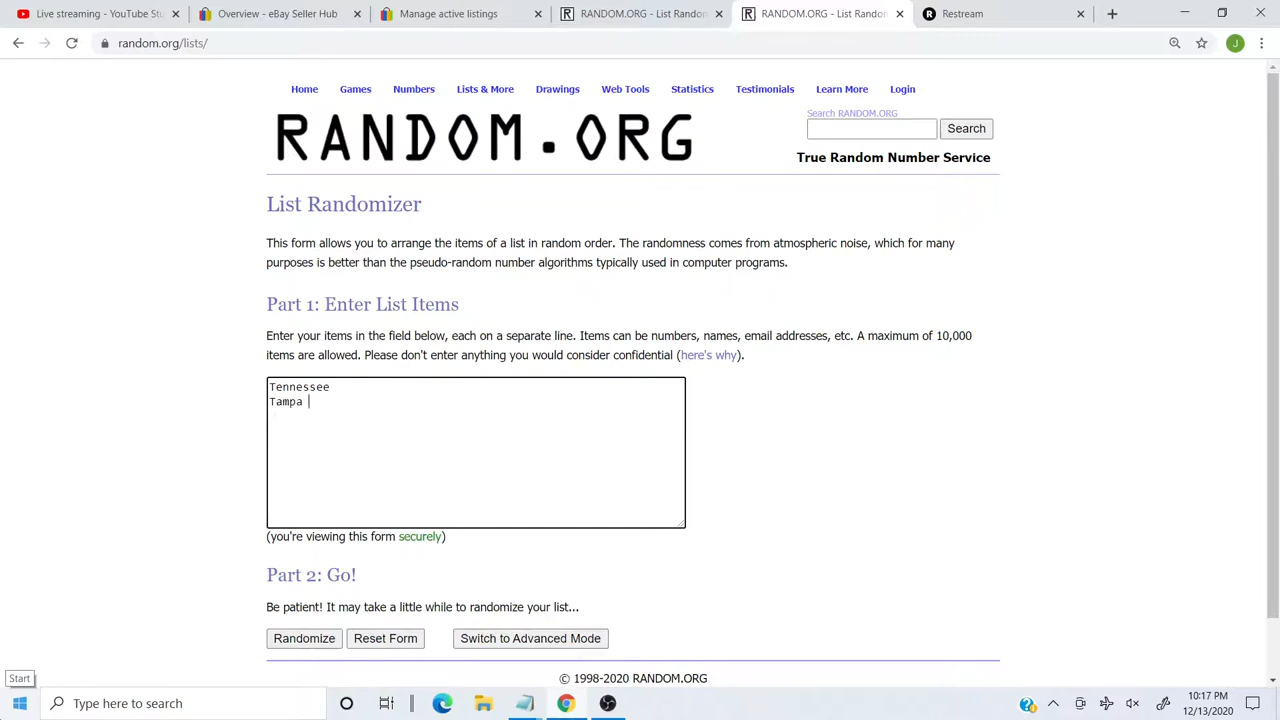 Live streaming - YouTube Stu
Overview - eBay Seller Hub
Manage active listings
RANDOM.ORG - List Random
RANDOM.ORG - List Randor
Restream
random.org/lists/
J
Home Games Numbers Lists & More Drawings Web Tools Statistics Testimonials Learn More Login
RANDOM.ORG
Search RANDOM.ORG
Search
True Random Number Service
List Randomizer
This form allows you to arrange the items of a list in random order. The randomness comes from atmospheric noise, which for many
purposes is better than the pseudo-random number algorithms typically used in computer programs.
Part 1: Enter List Items
Enter your items in the field below, each on a separate line. Items can be numbers, names, email addresses, etc. A maximum of 10,000
items are allowed. Please don't enter anything you would consider confidential (here's why).
Tennessee
Tampa
(you're viewing this form securely)
Part 2: Go!
Be patient! It may take a little while to randomize your list...
Randomize Reset Form Switch to Advanced Mode
© 1998-2020 RANDOM.ORG
Start
Type here to search
10:17 PM
12/13/2020